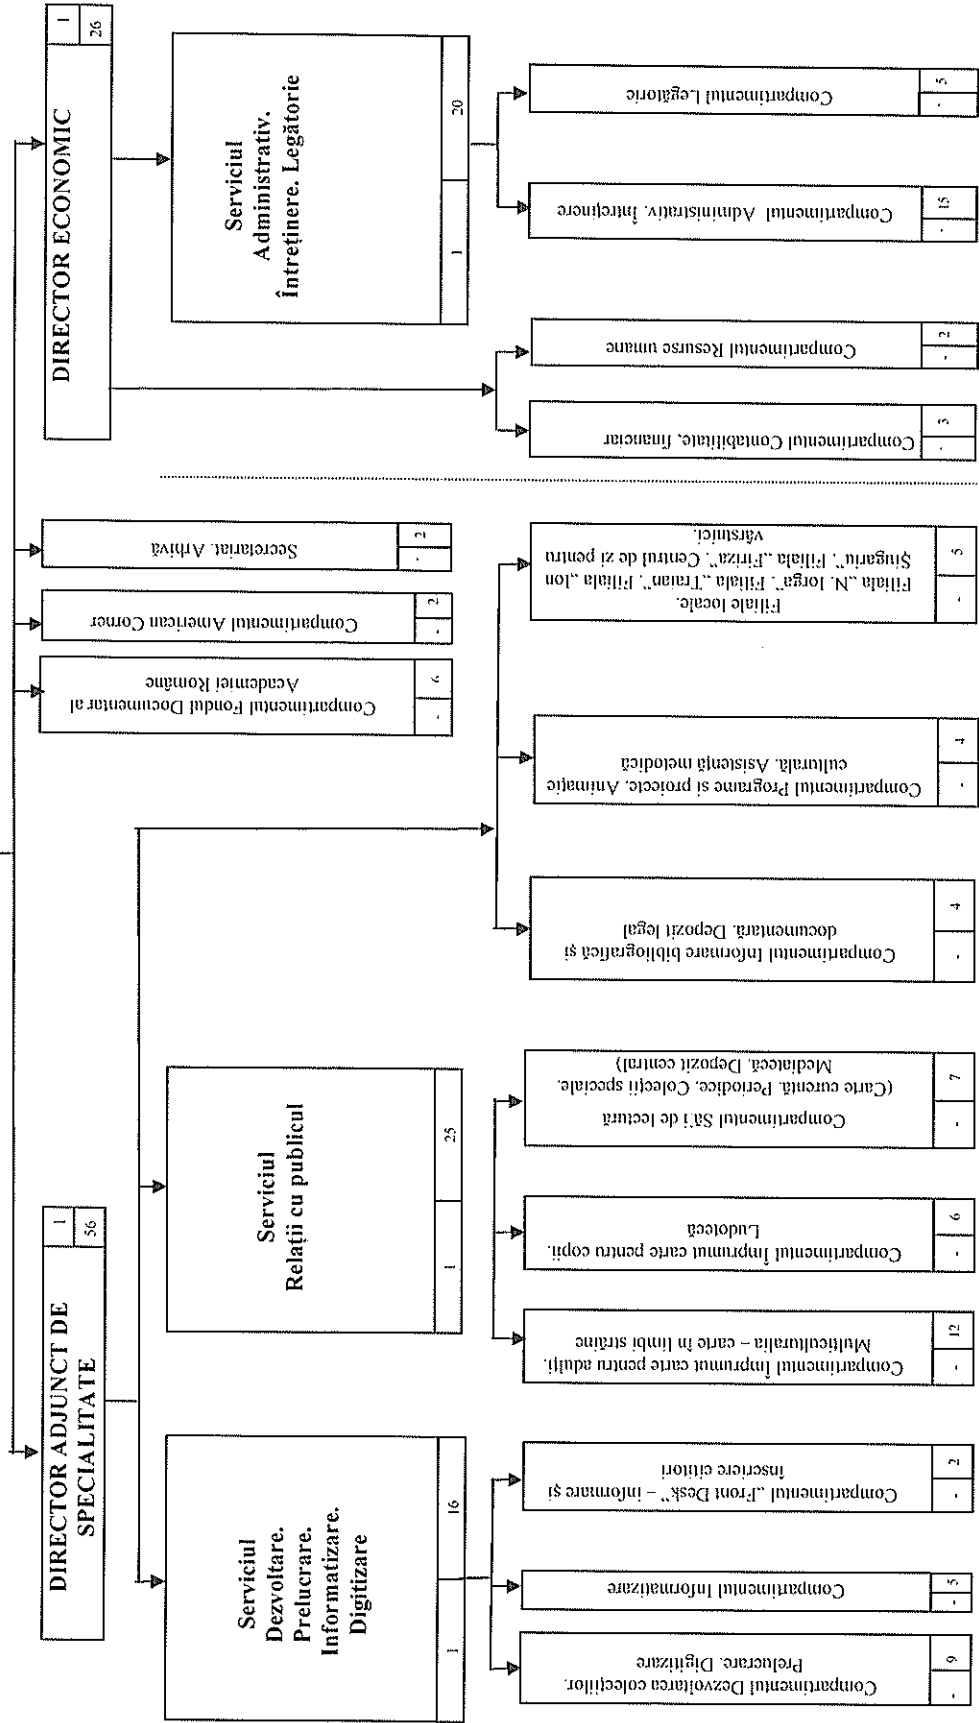 DIRECTOR ADJUNCT DE
SPECIALITATE
1
56
DIRECTOR ECONOMIC
1
26
Compartimentul Fondul Documentar al
Academiei Române
-
6
Compartimentul American Corner
-
2
Secretariat. Arhivă
-
2
Serviciul
Dezvoltare.
Prelucrare.
Informatizare.
Digitizare
1
16
Serviciul
Relații cu publicul
1
25
Serviciul
Administrativ.
Întreținere. Legătorie
1
20
Compartimentul Dezvoltarea colecțiilor.
Prelucrare. Digitizare
-
9
Compartimentul Informatizare
-
5
Compartimentul „Front Desk” – informare și
înscriere cititori
-
2
Compartimentul Împrumut carte pentru adulți.
Multiculturalia – carte în limbi străine
-
12
Compartimentul Împrumut carte pentru copii.
Ludotecă
-
6
Compartimentul Săli de lectură
(Carte curentă. Periodice. Colecții speciale.
Mediatecă. Depozit central)
-
7
Compartimentul Informare bibliografică și
documentară. Depozit legal
-
4
Compartimentul Programe si proiecte. Animație
culturală. Asistență metodică
-
4
Filiale locale.
Filiala „N. Iorga”. Filiala „Traian”. Filiala „Ion
Șiugariu”. Filiala „Firiza”. Centrul de zi pentru
vârstnici.
-
5
Compartimentul Contabilitate, financiar
-
3
Compartimentul Resurse umane
-
2
Compartimentul Administrativ. Întreținere
-
15
Compartimentul Legătorie
-
5